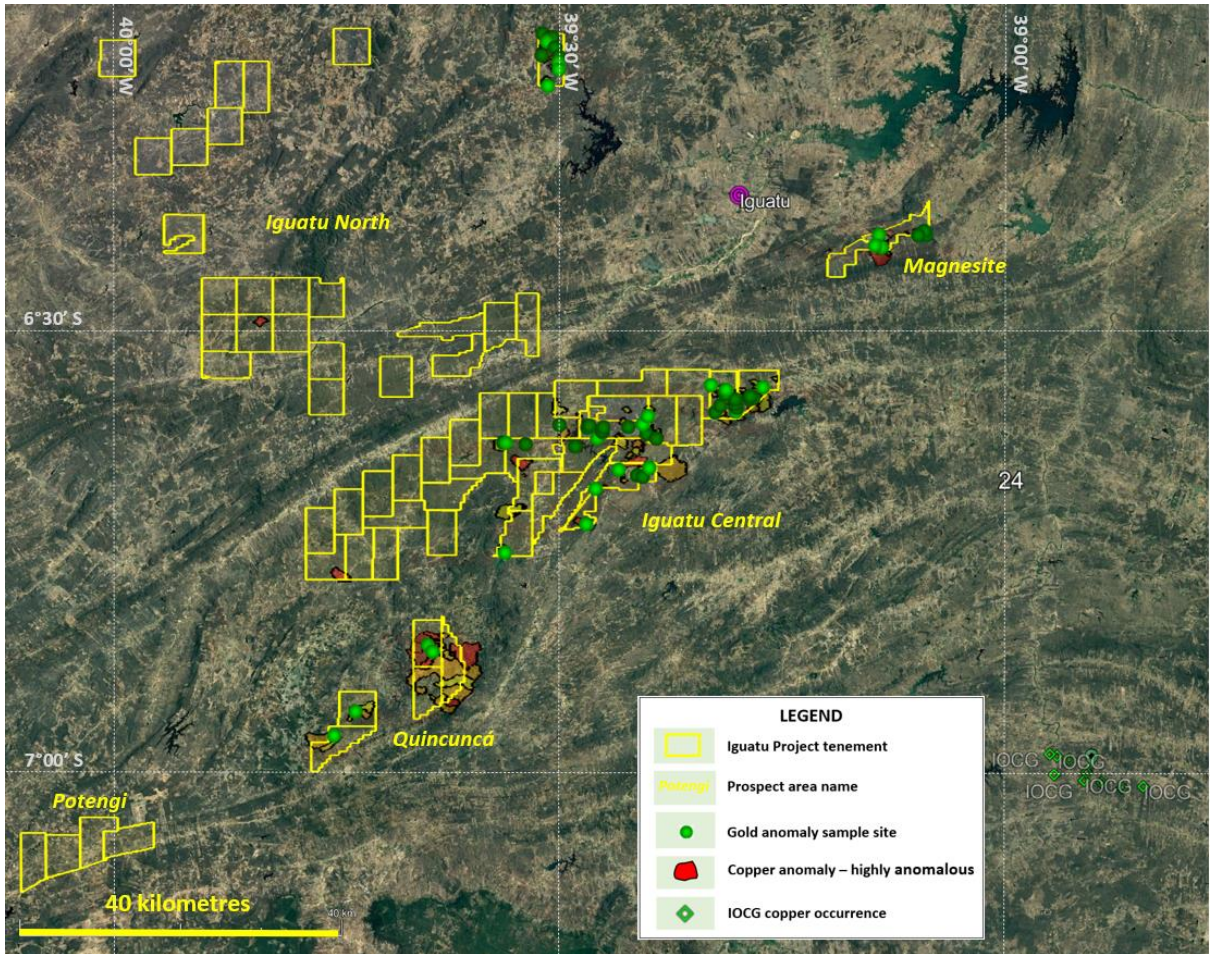 40°00' W
39°30' W
39°00' W
Iguatu
Iguatu North
Magnesite
6°30' S
24
Iguatu Central
Quincuncá
7°00' S
IOCG
IOCG
IOCG
IOCG
IOCG
Potengi
40 kilometres
40 km
LEGEND
Iguatu Project tenement
Potengi
Prospect area name
Gold anomaly sample site
Copper anomaly – highly anomalous
IOCG copper occurrence